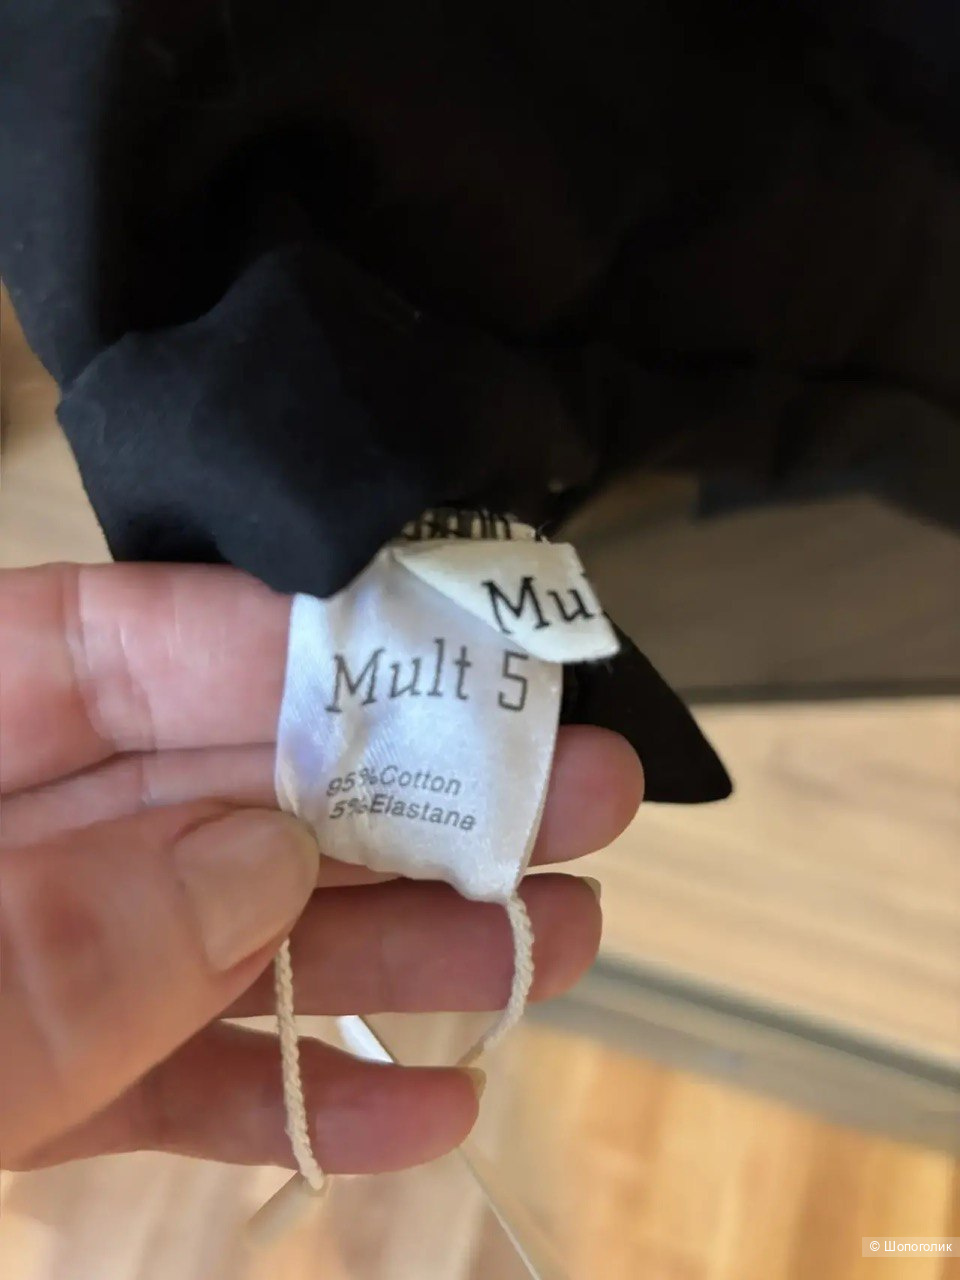 Mu
Mult 5
95%Cotton
5%Elastane
© Шопоголик